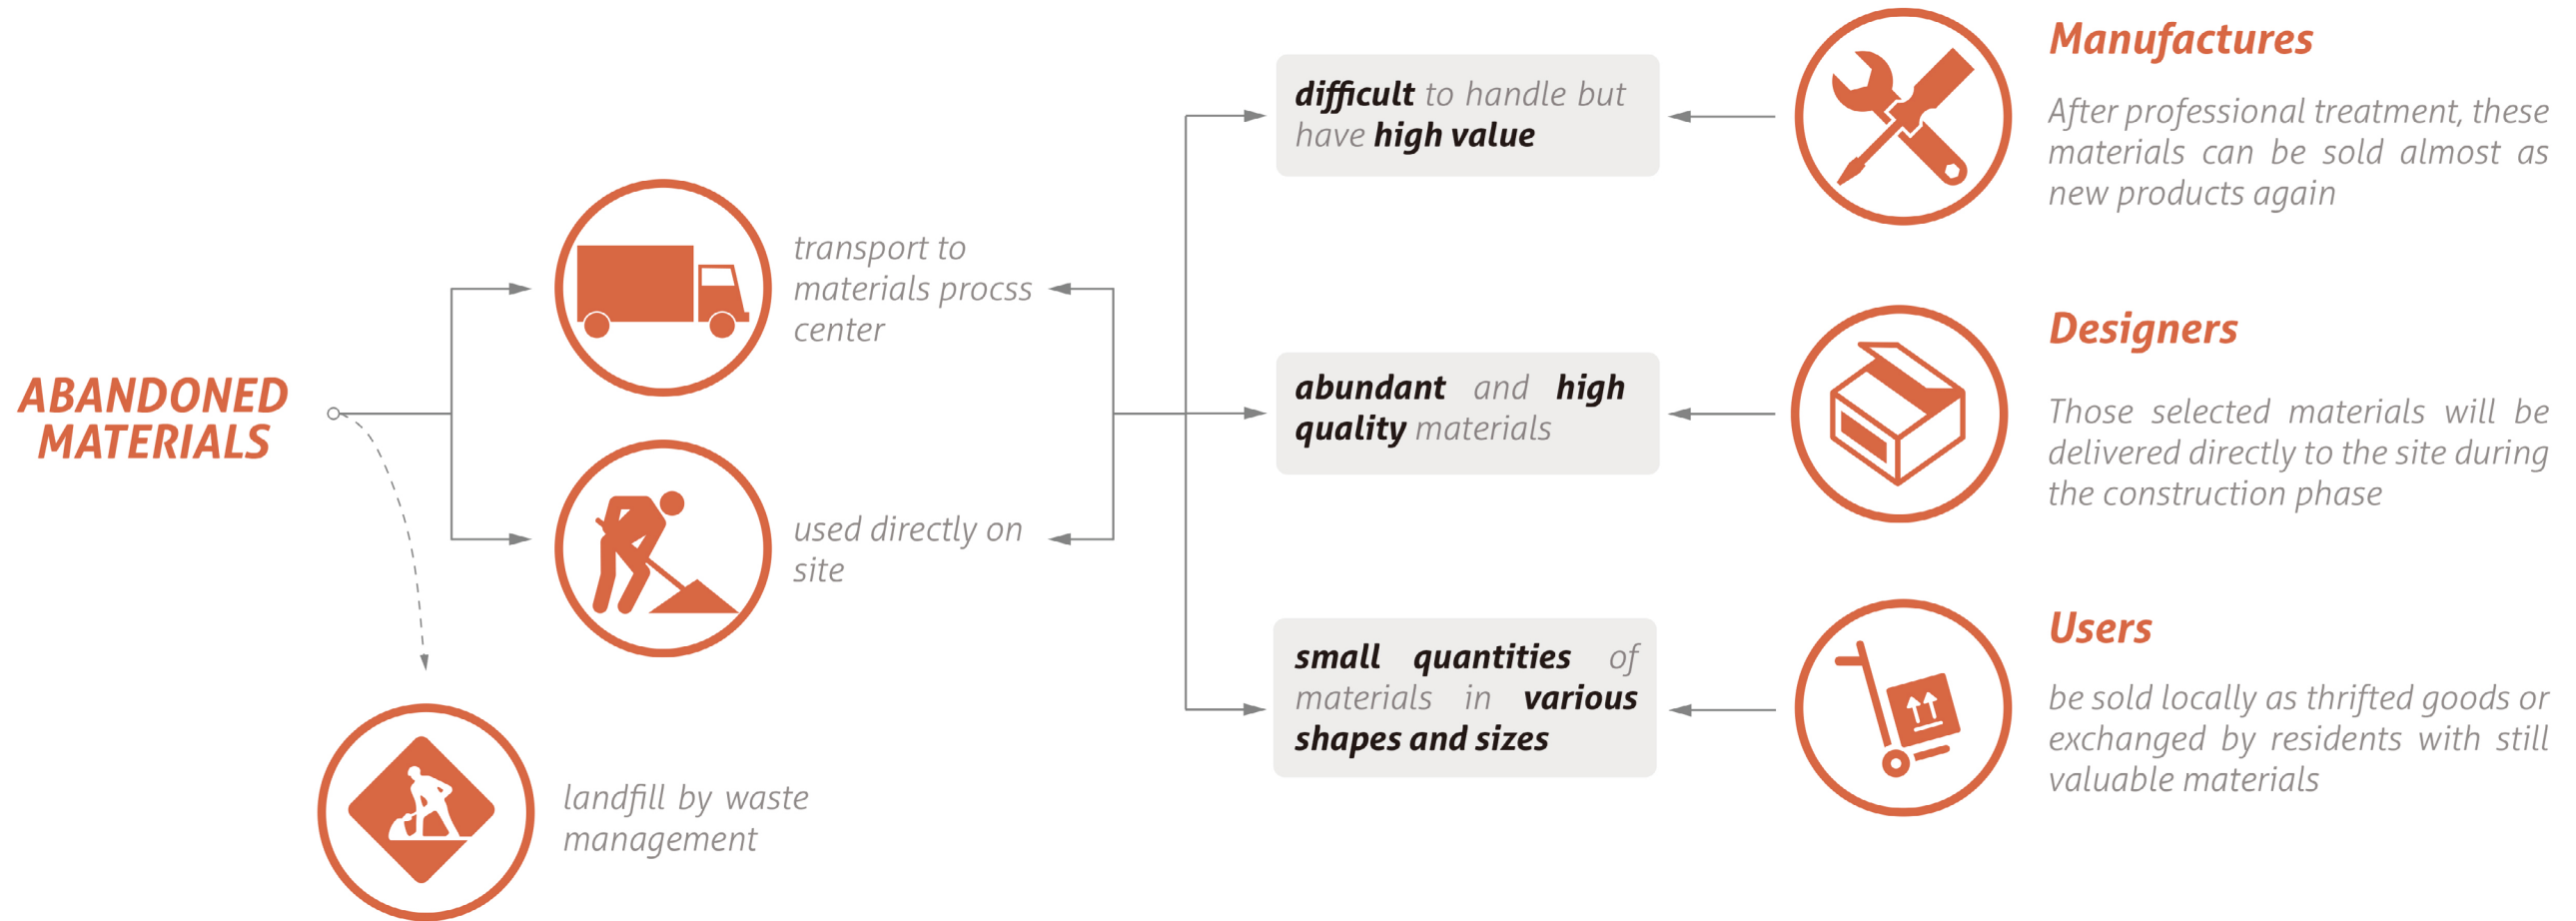 ABANDONED
MATERIALS
transport to
materials procss
center
used directly on
site
landfill by waste
management
difficult to handle but
have high value
abundant and high
quality materials
small quantities of
materials in various
shapes and sizes
Manufactures
After professional treatment, these
materials can be sold almost as
new products again
Designers
Those selected materials will be
delivered directly to the site during
the construction phase
Users
be sold locally as thrifted goods or
exchanged by residents with still
valuable materials